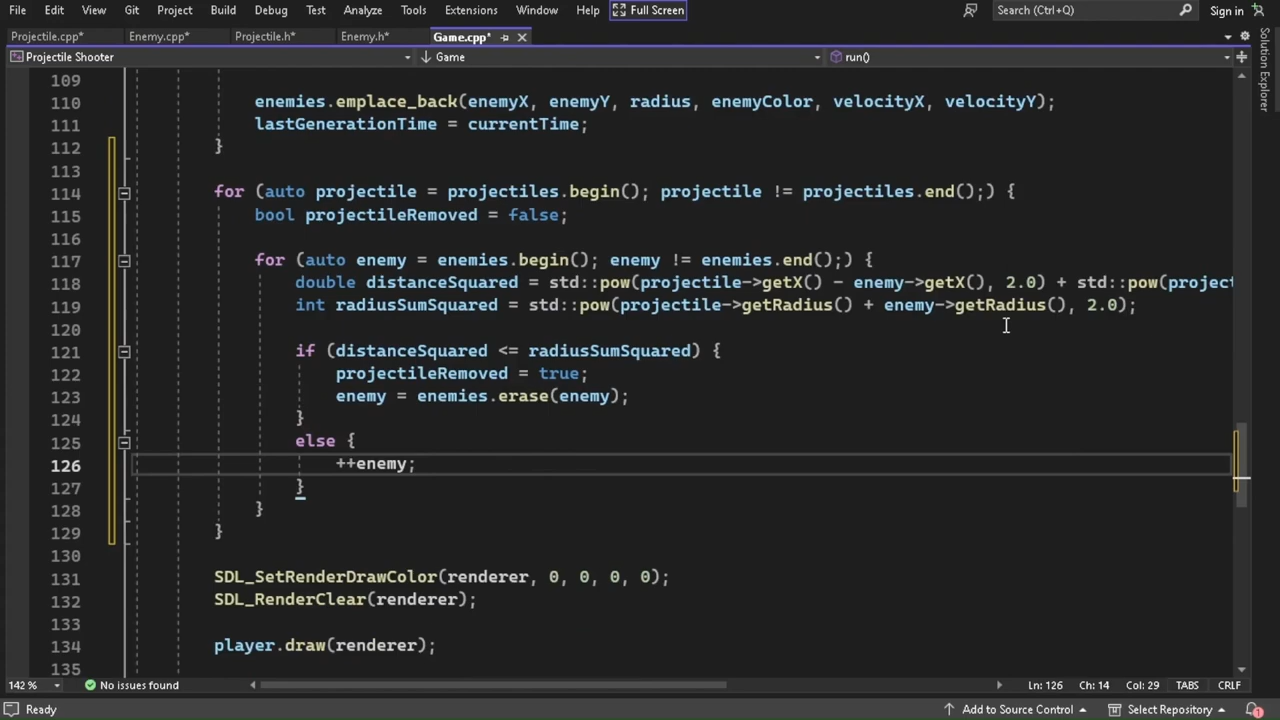 File Edit View Git Project Build Debug Test Analyze Tools Extensions Window Help Full Screen Search (Ctrl+Q) Sign in
Projectile.cpp* Enemy.cpp* Projectile.h* Enemy.h* Game.cpp*
Projectile Shooter Game run()
Solution Explorer
109
110 enemies.emplace_back(enemyX, enemyY, radius, enemyColor, velocityX, velocityY);
111 lastGenerationTime = currentTime;
112 }
113
114 for (auto projectile = projectiles.begin(); projectile != projectiles.end();) {
115 bool projectileRemoved = false;
116
117 for (auto enemy = enemies.begin(); enemy != enemies.end();) {
118 double distanceSquared = std::pow(projectile->getX() - enemy->getX(), 2.0) + std::pow(project
119 int radiusSumSquared = std::pow(projectile->getRadius() + enemy->getRadius(), 2.0);
120
121 if (distanceSquared <= radiusSumSquared) {
122 projectileRemoved = true;
123 enemy = enemies.erase(enemy);
124 }
125 else {
126 ++enemy;
127 }
128 }
129 }
130
131 SDL_SetRenderDrawColor(renderer, 0, 0, 0, 0);
132 SDL_RenderClear(renderer);
133
134 player.draw(renderer);
135
142 % No issues found Ln: 126 Ch: 14 Col: 29 TABS CRLF
Ready Add to Source Control Select Repository 1